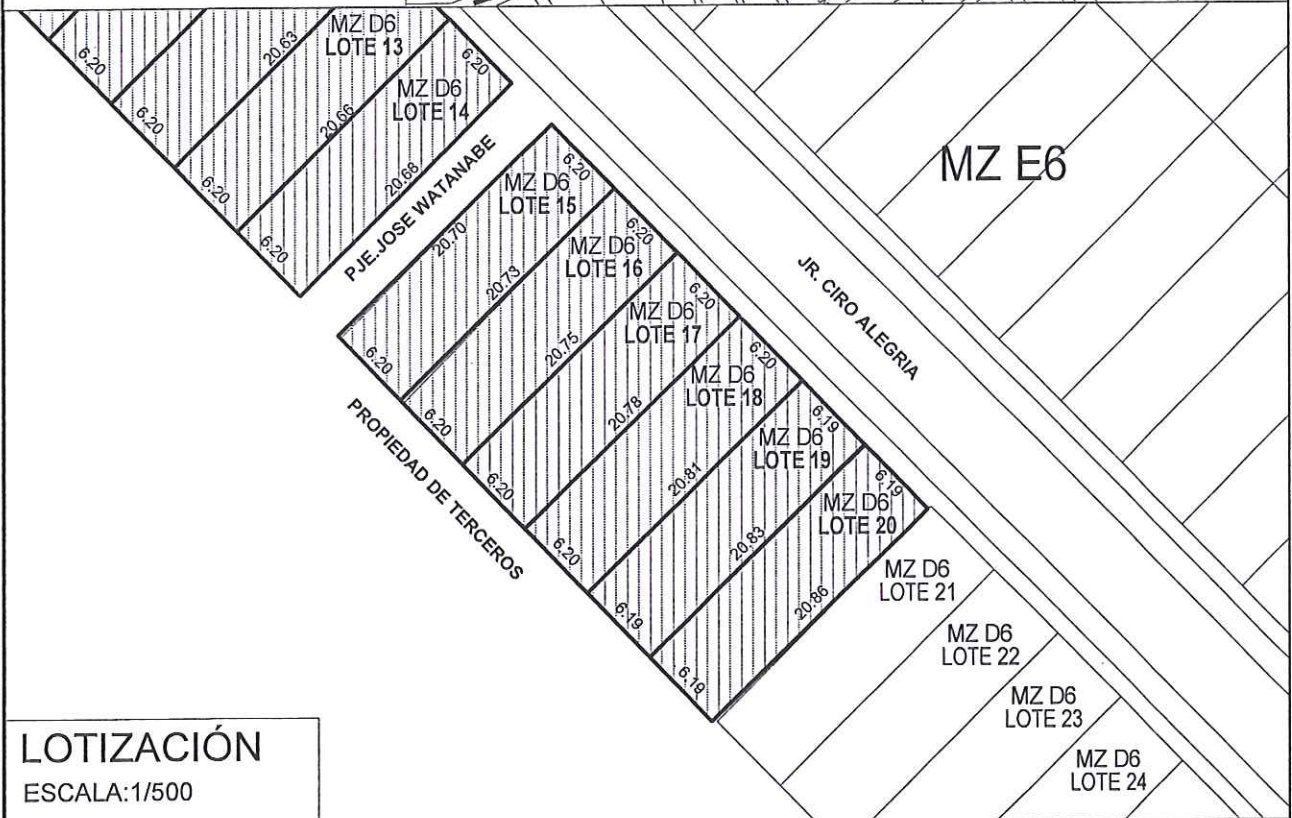 MZ D6
LOTE 13
6.20
20.63
6.20
MZ D6
LOTE 14
20.66
6.20
20.68
6.20
6.20
6.20
PJE.JOSE WATANABE
MZ E6
6.20
MZ D6
LOTE 15
20.70
6.20
MZ D6
LOTE 16
20.73
6.20
MZ D6
LOTE 17
20.75
JR. CIRO ALEGRIA
6.20
6.20
MZ D6
LOTE 18
20.78
6.20
6.19
MZ D6
LOTE 19
20.81
6.20
PROPIEDAD DE TERCEROS
6.19
MZ D6
LOTE 20
20.83
6.20
20.86
6.19
6.19
MZ D6
LOTE 21
MZ D6
LOTE 22
MZ D6
LOTE 23
MZ D6
LOTE 24
LOTIZACIÓN
ESCALA:1/500